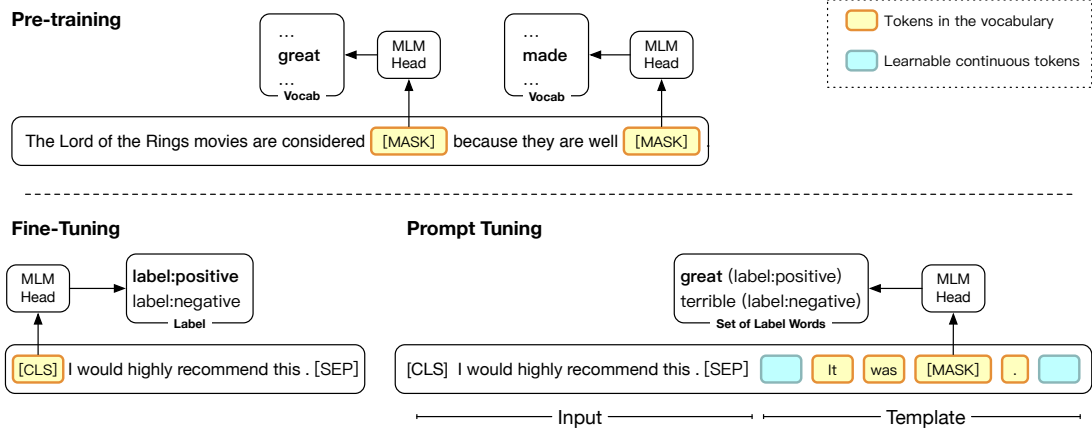 Pre-training
...
great
...
Vocab
MLM
Head
...
made
...
Vocab
MLM
Head
Tokens in the vocabulary
Learnable continuous tokens
The Lord of the Rings movies are considered [MASK] because they are well [MASK] .
Fine-Tuning
MLM
Head
label:positive
label:negative
Label
[CLS] I would highly recommend this . [SEP]
Prompt Tuning
great (label:positive)
terrible (label:negative)
Set of Label Words
MLM
Head
[CLS] I would highly recommend this . [SEP] It was [MASK] .
Input
Template